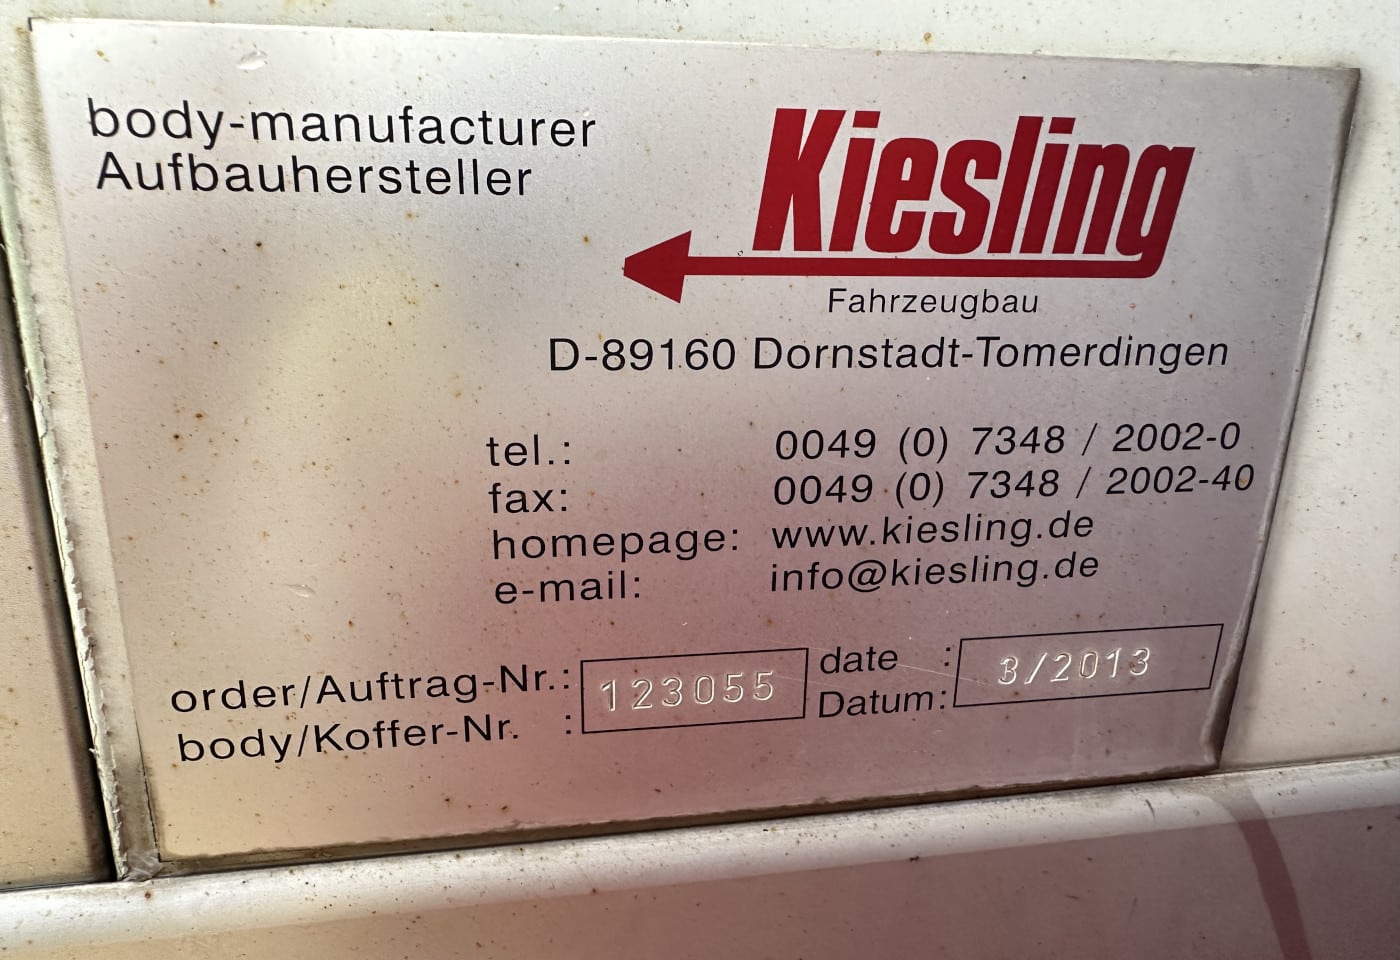 body-manufacturer
Aufbauhersteller
Kiesling
Fahrzeugbau
D-89160 Dornstadt-Tomerdingen
tel.: 0049 (0) 7348 / 2002-0
fax: 0049 (0) 7348 / 2002-40
homepage: www.kiesling.de
e-mail: info@kiesling.de
order/Auftrag-Nr.: 123055 date : 3/2013
body/Koffer-Nr. : Datum: